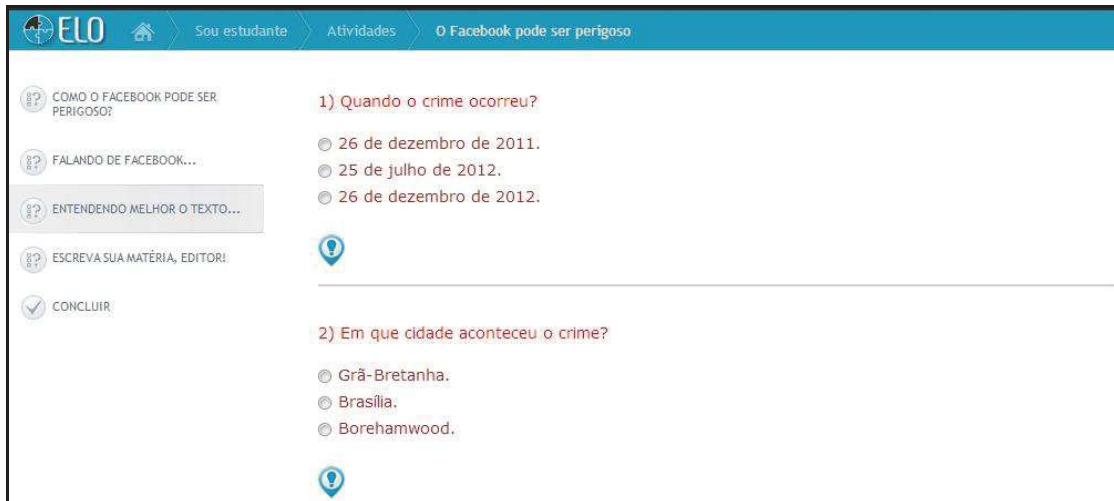 ELO Sou estudante Atividades O Facebook pode ser perigoso
COMO O FACEBOOK PODE SER
PERIGOSO?
FALANDO DE FACEBOOK...
ENTENDENDO MELHOR O TEXTO...
ESCREVA SUA MATÉRIA, EDITOR!
CONCLUIR
1) Quando o crime ocorreu?
26 de dezembro de 2011.
25 de julho de 2012.
26 de dezembro de 2012.
2) Em que cidade aconteceu o crime?
Grã-Bretanha.
Brasília.
Borehamwood.